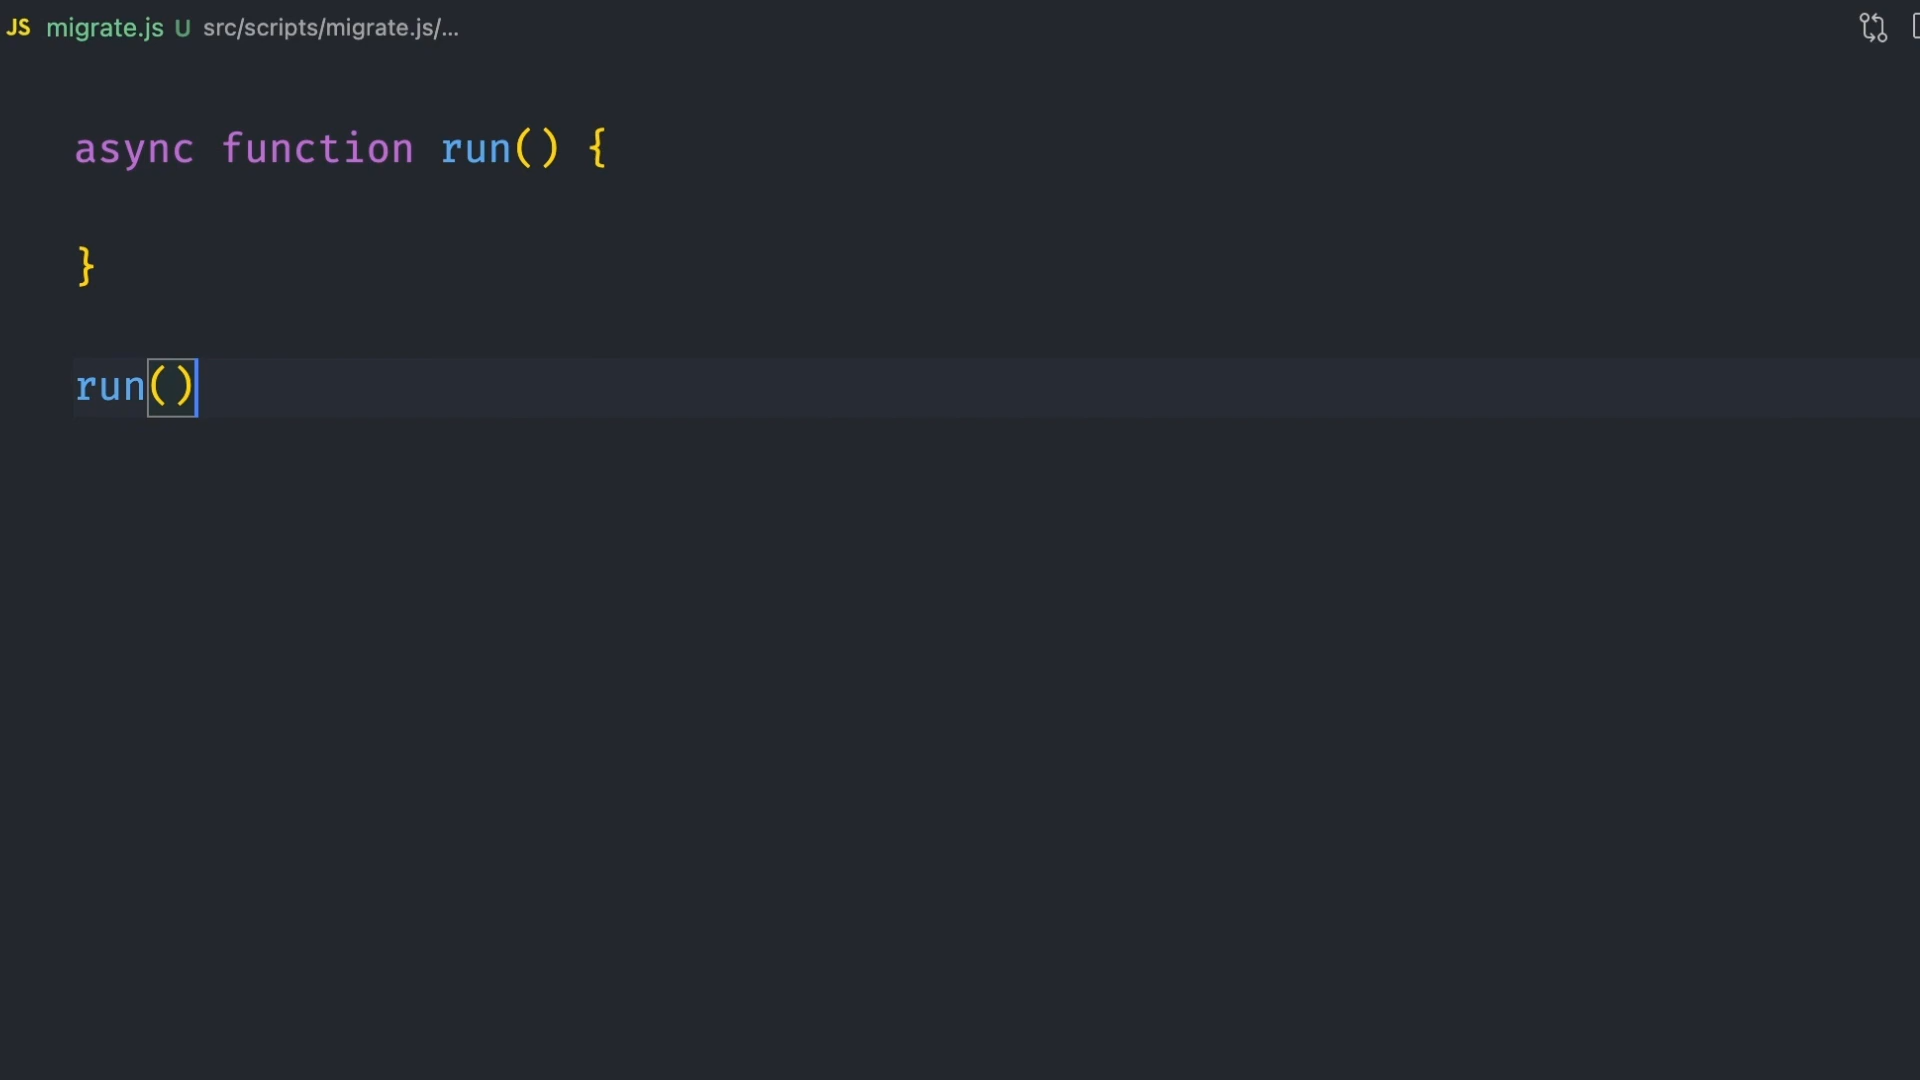 JS migrate.js U src/scripts/migrate.js/...
async function run() {
}
run()